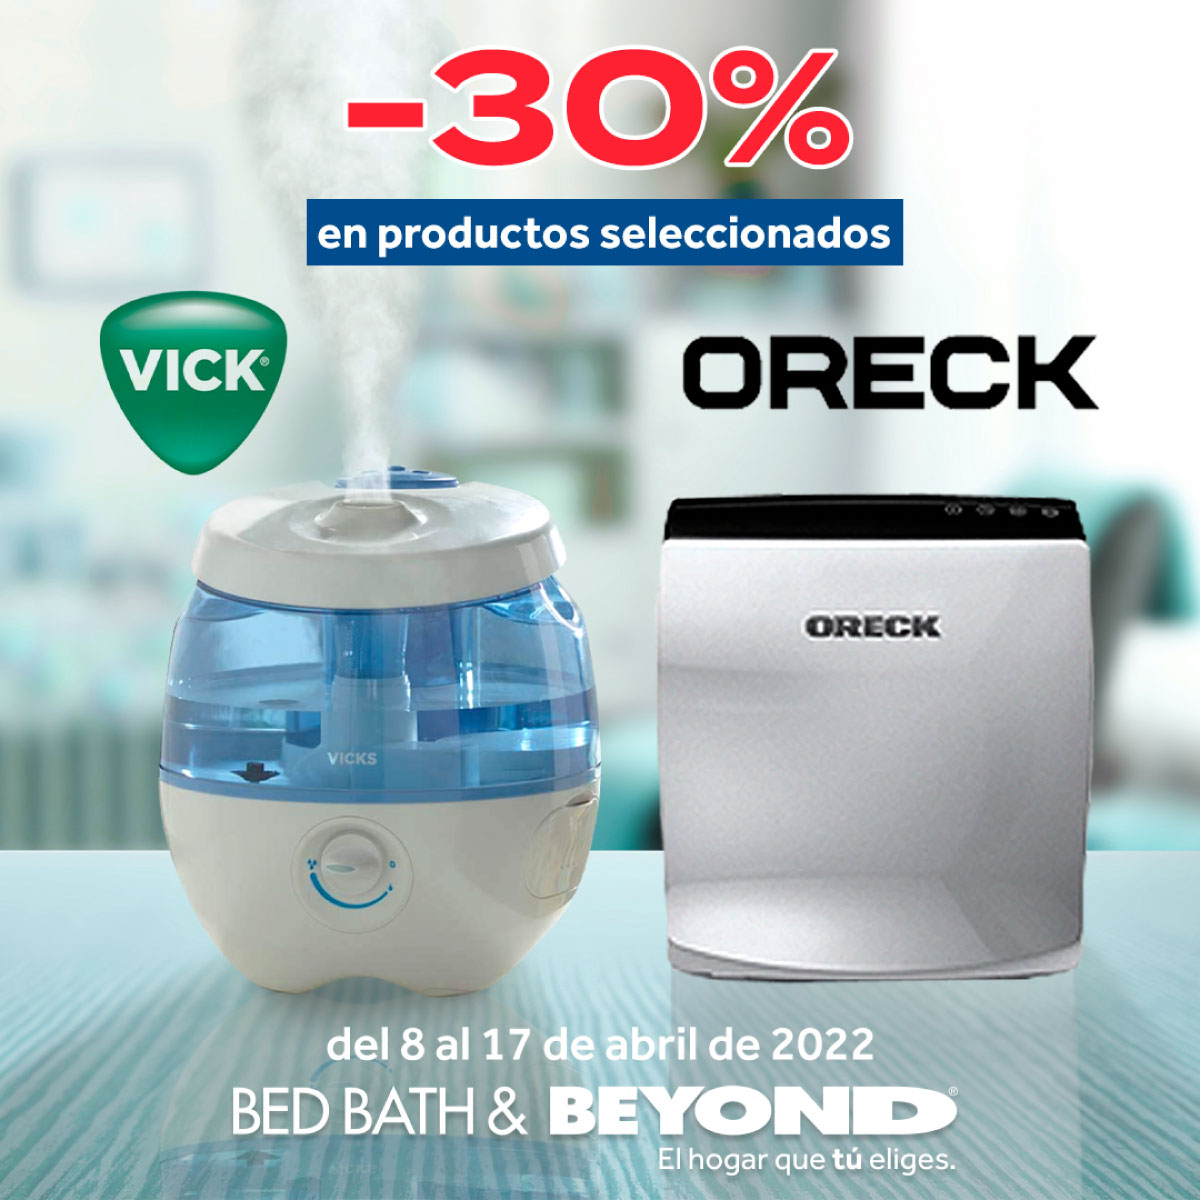 -30%
en productos seleccionados
VICK®
ORECK
ORECK
VICKS
del 8 al 17 de abril de 2022
BED BATH & BEYOND®
El hogar que tú eliges.